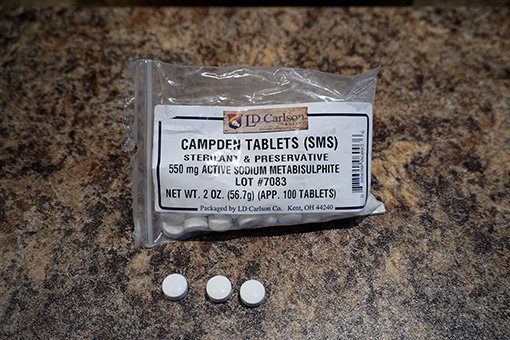 LD Carlson
CAMPDEN TABLETS (SMS)
STERILANT & PRESERVATIVE
550 mg ACTIVE SODIUM METABISULPHITE
LOT #7083
NET WT. 2 OZ. (56.7g) (APP. 100 TABLETS)
Packaged by LD Carlson Co. Kent, OH 44240